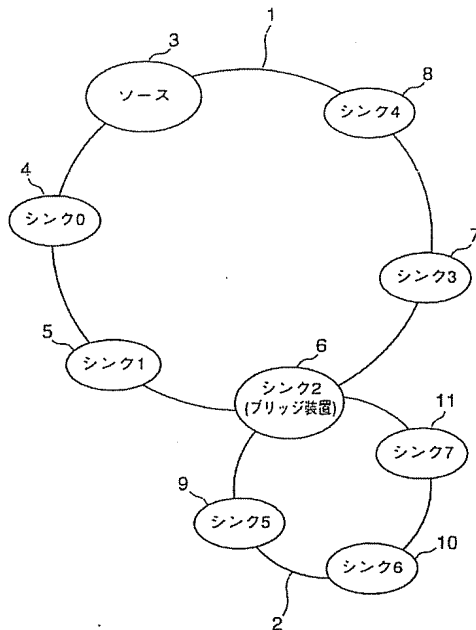 1
3
ソース
8
シンク4
4
シンク0
7
シンク3
5
シンク1
6
シンク2
(ブリッジ装置)
11
シンク7
9
シンク5
シンク6
10
2